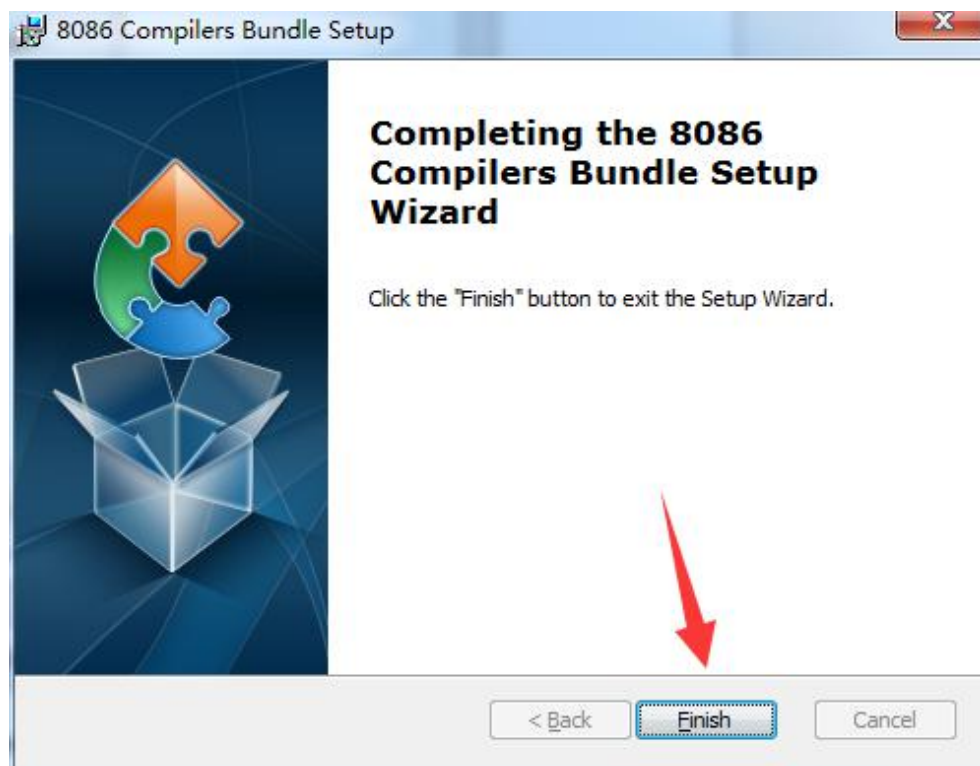 8086 Compilers Bundle Setup
Completing the 8086
Compilers Bundle Setup
Wizard
Click the "Finish" button to exit the Setup Wizard.
< Back Finish Cancel